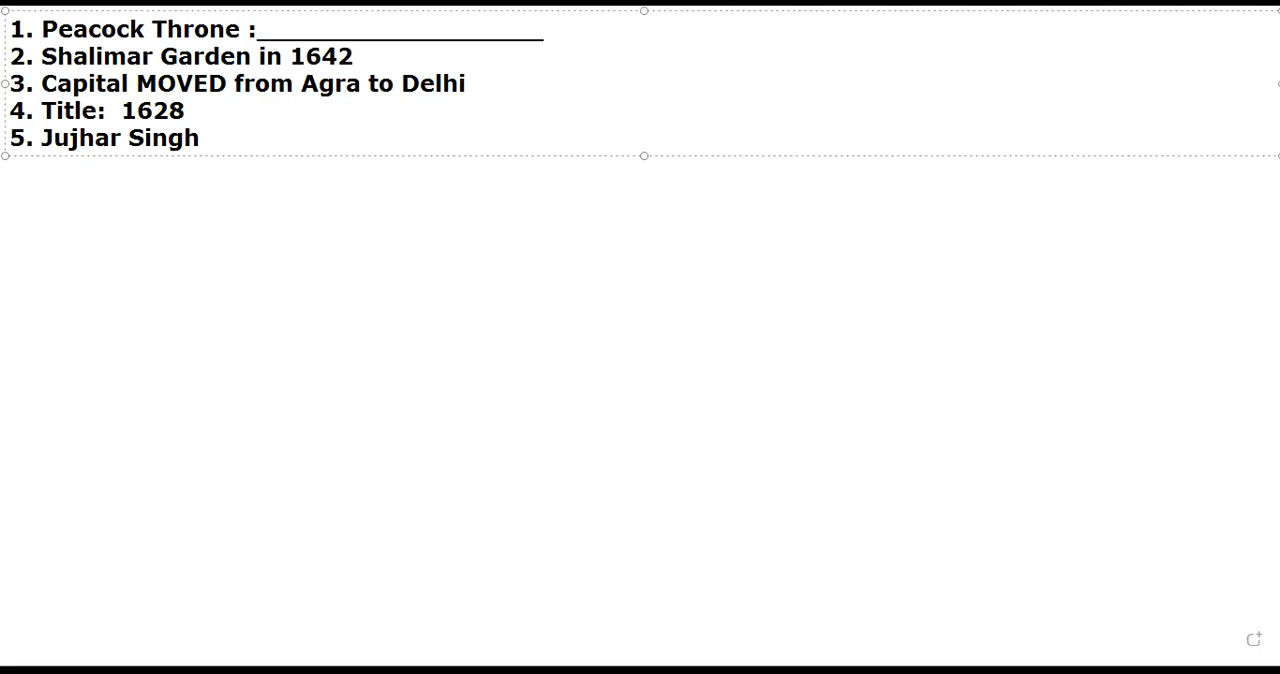 1. Peacock Throne :______________________
2. Shalimar Garden in 1642
3. Capital MOVED from Agra to Delhi
4. Title:  1628
5. Jujhar Singh